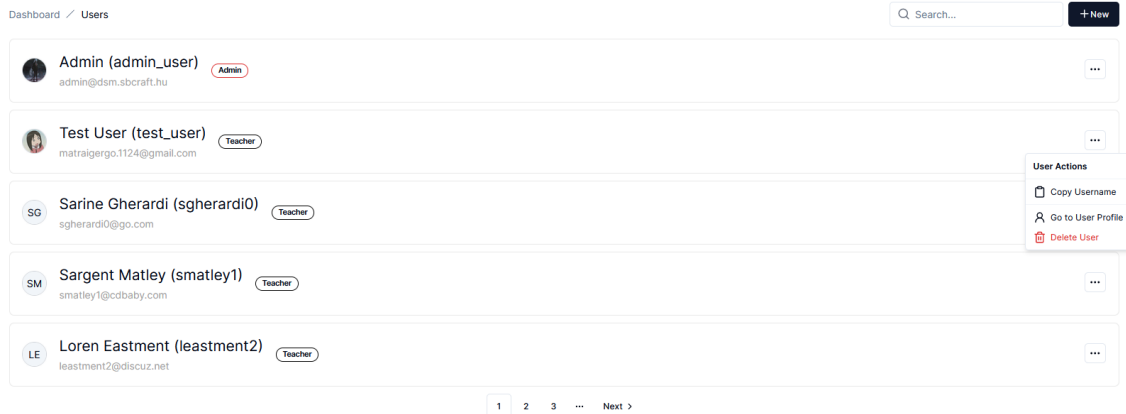 Dashboard / Users
Search...
+ New
Admin (admin_user) Admin
admin@dsm.sbcraft.hu
Test User (test_user) Teacher
matraigergo.1124@gmail.com
User Actions
Copy Username
Go to User Profile
Delete User
SG
Sarine Gherardi (sgherardi0) Teacher
sgherardi0@go.com
SM
Sargent Matley (smatley1) Teacher
smatley1@cdbaby.com
LE
Loren Eastment (leastment2) Teacher
leastment2@discuz.net
1 2 3 ... Next >